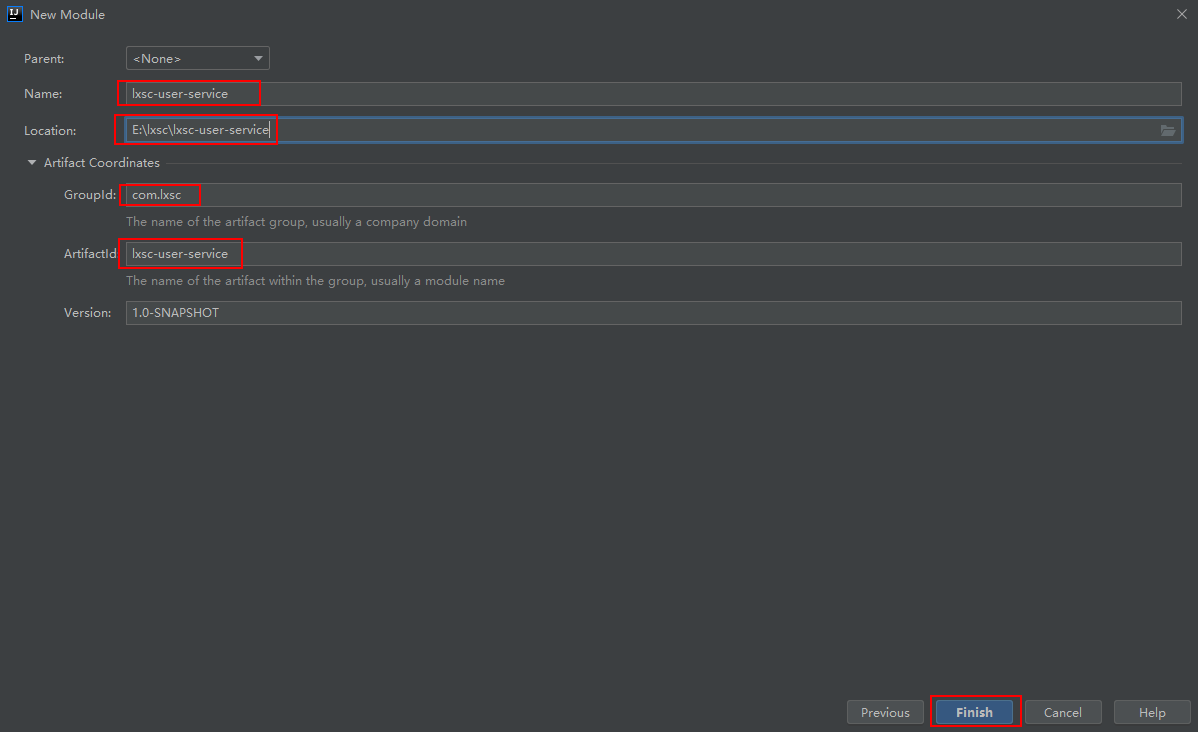 IJ New Module
Parent: <None>
Name: lxsc-user-service
Location: E:\lxsc\lxsc-user-service
Artifact Coordinates
GroupId: com.lxsc
The name of the artifact group, usually a company domain
ArtifactId lxsc-user-service
The name of the artifact within the group, usually a module name
Version: 1.0-SNAPSHOT
Previous Finish Cancel Help